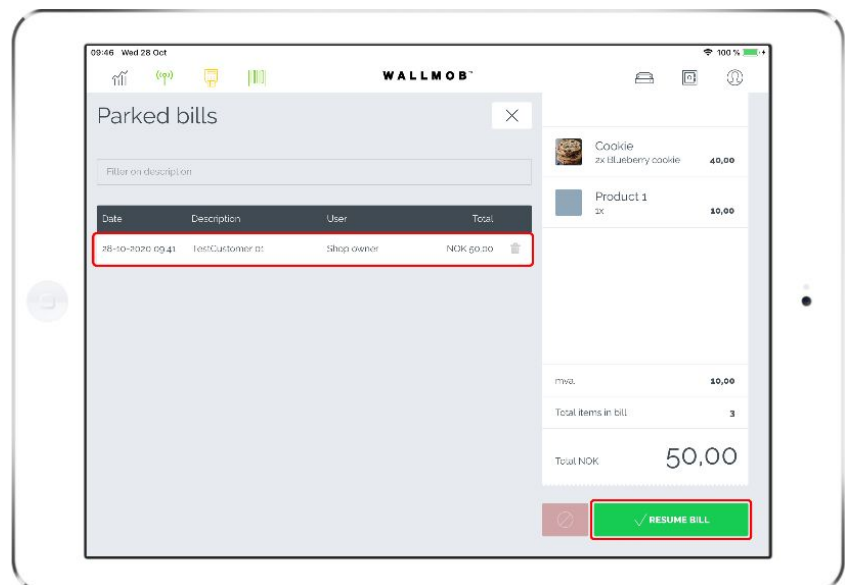 09:46 Wed 28 Oct
100 %
WALLMOB™
Parked bills
Filter on description
Date Description User Total
28-10-2020 09.41 TestCustomer 01 Shop owner NOK 50.00
Cookie
2x Blueberry cookie 40,00
Product 1
1x 10,00
mva. 10,00
Total items in bill 3
Total NOK 50,00
RESUME BILL